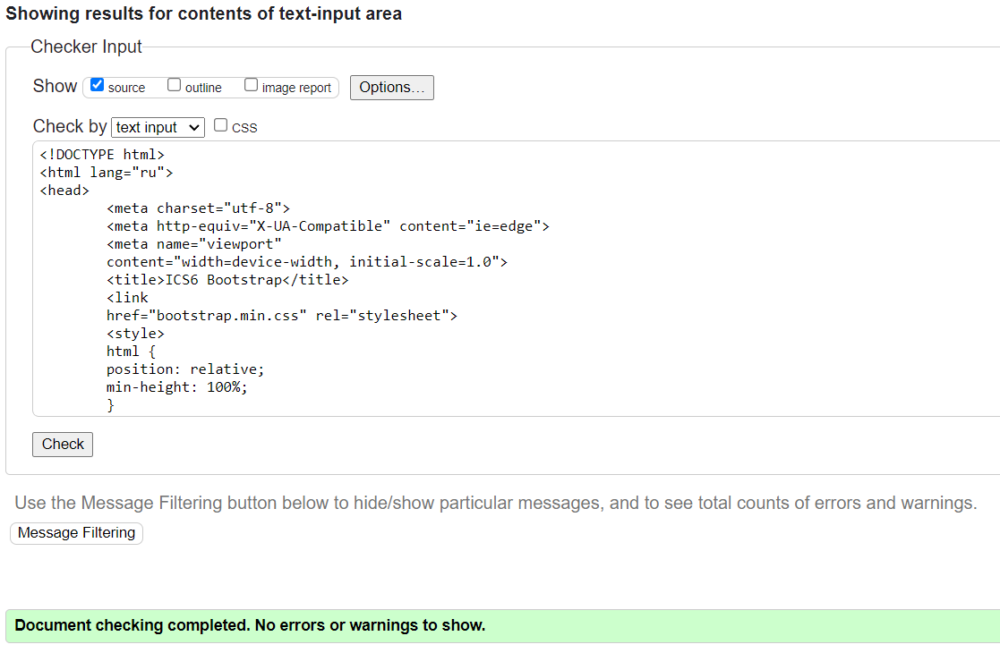 Showing results for contents of text-input area
Checker Input
Show source outline image report Options...
Check by text input CSS
<!DOCTYPE html>
<html lang="ru">
<head>
<meta charset="utf-8">
<meta http-equiv="X-UA-Compatible" content="ie=edge">
<meta name="viewport"
content="width=device-width, initial-scale=1.0">
<title>ICS6 Bootstrap</title>
<link
href="bootstrap.min.css" rel="stylesheet">
<style>
html {
position: relative;
min-height: 100%;
}
Check
Use the Message Filtering button below to hide/show particular messages, and to see total counts of errors and warnings.
Message Filtering
Document checking completed. No errors or warnings to show.